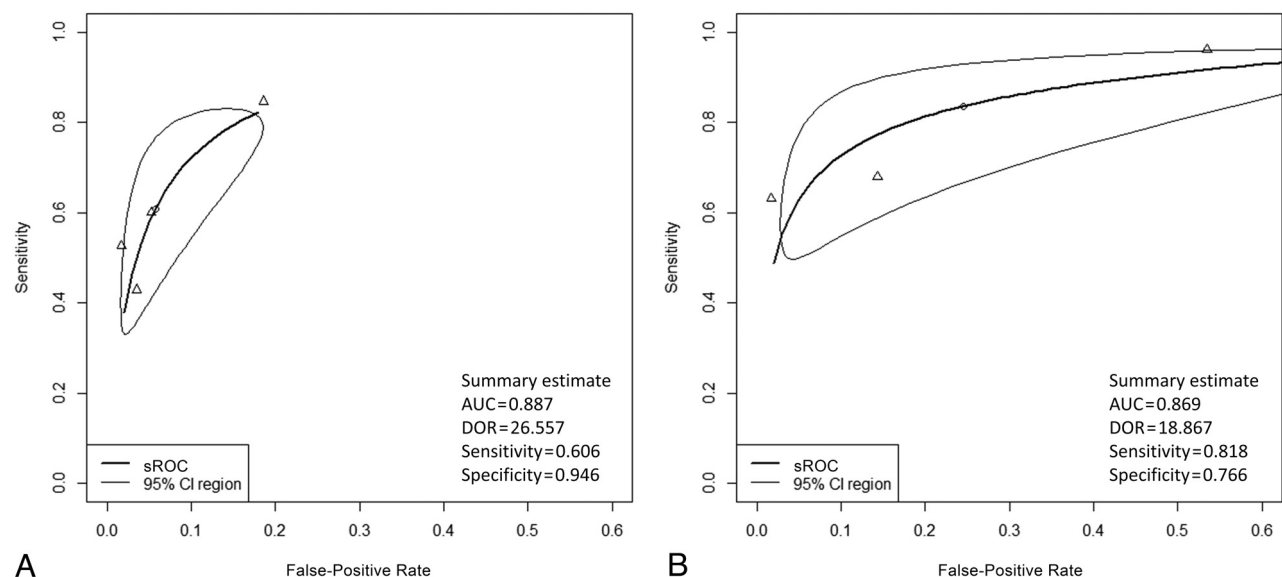 1.0
0.8
0.6
0.4
0.2
0.0
Sensitivity
Summary estimate
AUC=0.887
DOR=26.557
Sensitivity=0.606
Specificity=0.946
sROC
95% CI region
0.0 0.1 0.2 0.3 0.4 0.5 0.6
False-Positive Rate
A
1.0
0.8
0.6
0.4
0.2
0.0
Sensitivity
Summary estimate
AUC=0.869
DOR=18.867
Sensitivity=0.818
Specificity=0.766
sROC
95% CI region
0.0 0.1 0.2 0.3 0.4 0.5 0.6
False-Positive Rate
B